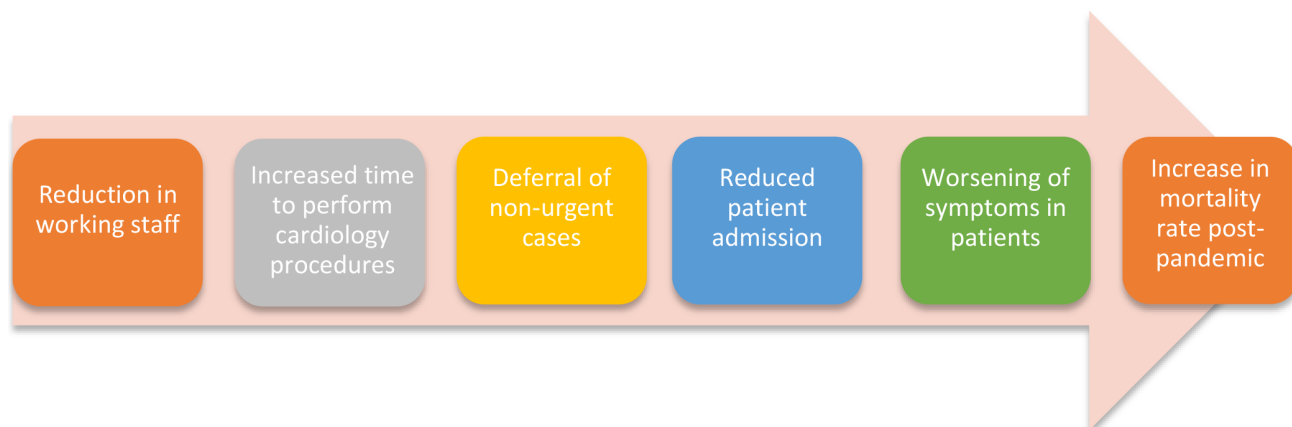 Reduction in
working staff
Increased time
to perform
cardiology
procedures
Deferral of
non-urgent
cases
Reduced
patient
admission
Worsening of
symptoms in
patients
Increase in
mortality
rate post-
pandemic